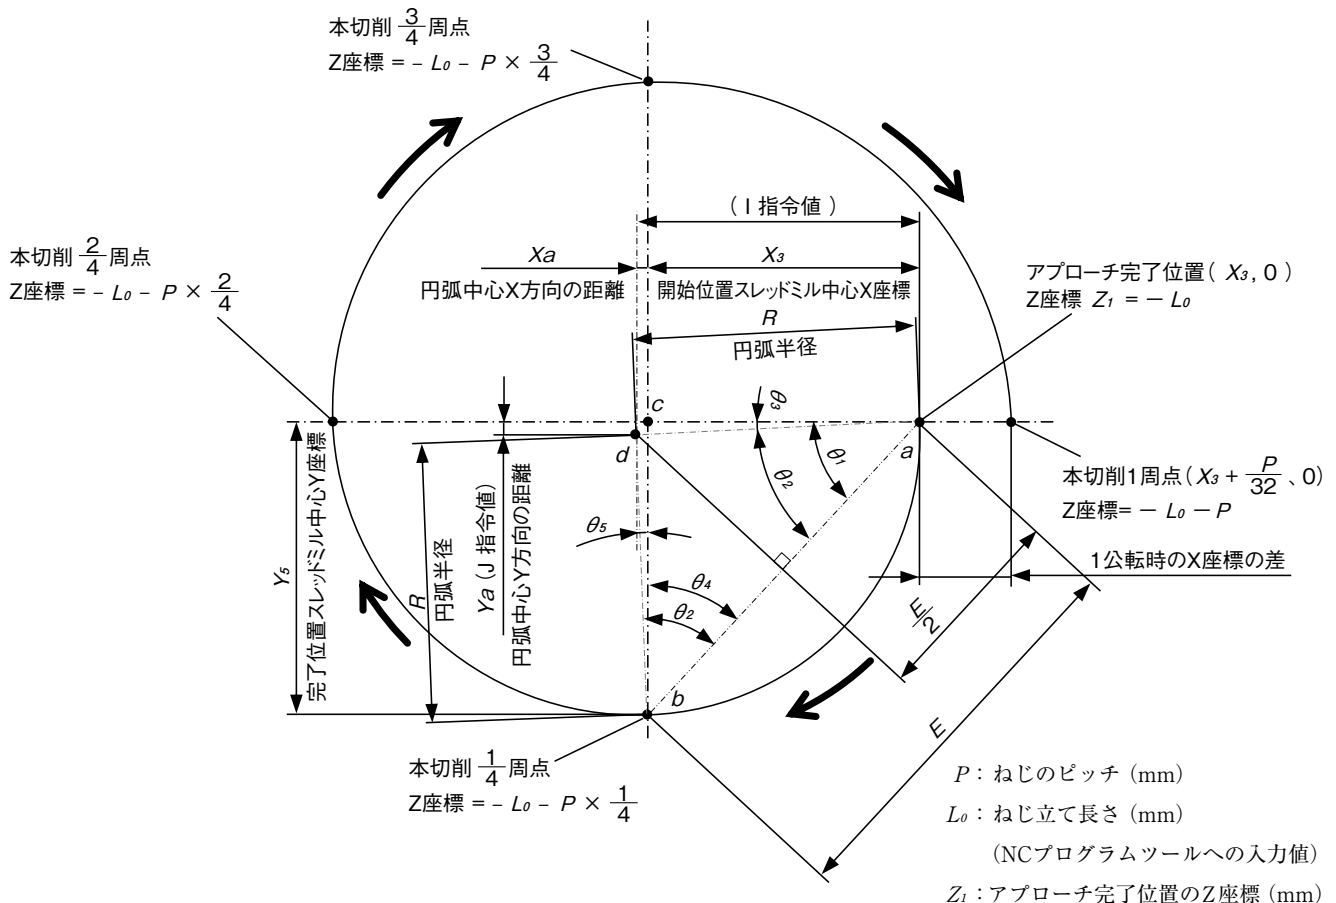 本切削 3/4 周点
Z座標 = − L₀ − P × 3/4
( I 指令値 )
本切削 2/4 周点
Z座標 = − L₀ − P × 2/4
Xa
円弧中心X方向の距離
X₃
開始位置スレッドミル中心X座標
アプローチ完了位置( X₃, 0 )
Z座標 Z₁ = − L₀
R
円弧半径
θ₃
c
d
a
θ₁
θ₂
本切削1周点(X₃ + P/32 、0)
Z座標= − L₀ − P
1公転時のX座標の差
Y₅
完了位置スレッドミル中心Y座標
R
円弧半径
Ya (J 指令値)
円弧中心Y方向の距離
θ₅
θ₄
θ₂
b
E/2
E
本切削 1/4 周点
Z座標 = − L₀ − P × 1/4
P : ねじのピッチ (mm)
L₀ : ねじ立て長さ (mm)
(NCプログラムツールへの入力値)
Z₁ : アプローチ完了位置のZ座標 (mm)